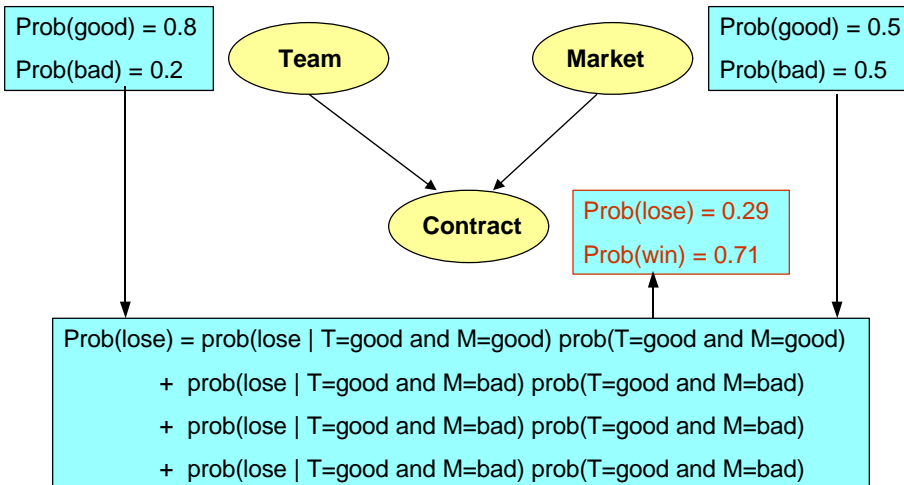 Prob(good) = 0.8
Prob(bad) = 0.2
Team
Market
Prob(good) = 0.5
Prob(bad) = 0.5
Contract
Prob(lose) = 0.29
Prob(win) = 0.71
Prob(lose) = prob(lose | T=good and M=good) prob(T=good and M=good)
+ prob(lose | T=good and M=bad) prob(T=good and M=bad)
+ prob(lose | T=good and M=bad) prob(T=good and M=bad)
+ prob(lose | T=good and M=bad) prob(T=good and M=bad)